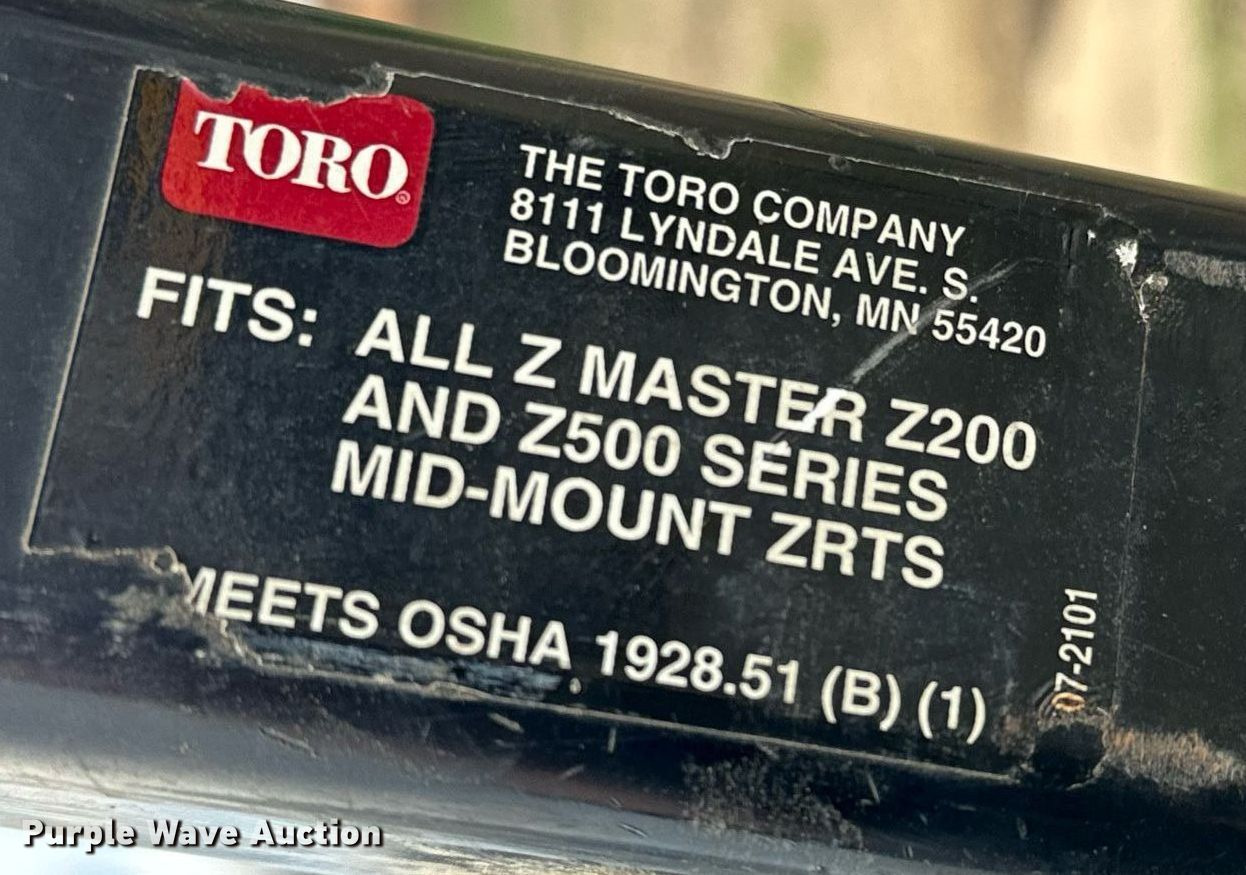 TORO®
THE TORO COMPANY
8111 LYNDALE AVE. S.
BLOOMINGTON, MN 55420
FITS: ALL Z MASTER Z200
AND Z500 SERIES
MID-MOUNT ZRTS
MEETS OSHA 1928.51 (B) (1)
07-2101
Purple Wave Auction